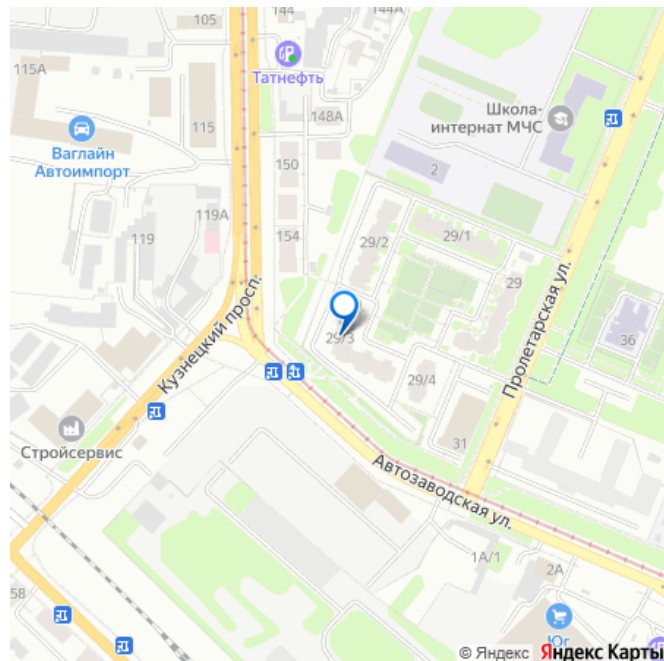 105
144
144А
115А
Татнефть
115
148А
Школа-
интернат МЧС
Ваглайн
Автоимпорт
150
2
119А
119
154
29/2
29/1
29
Кузнецкий просп.
Пролетарская ул.
29/3
36
29/4
31
Стройсервис
Автозаводская ул.
1А/1
2А
58
Юг
© Яндекс Яндекс Карты